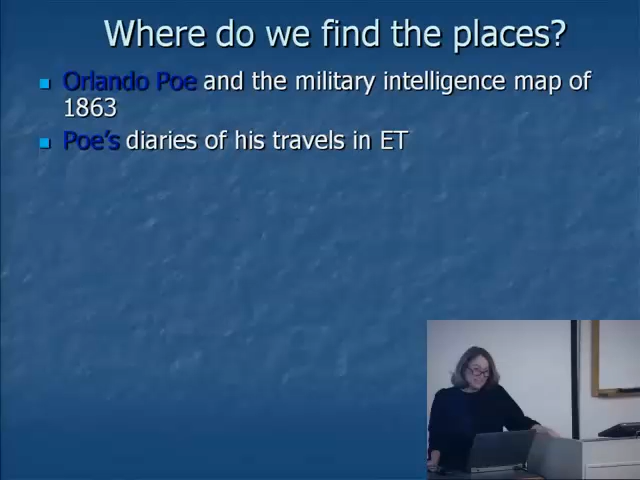 Where do we find the places?
Orlando Poe and the military intelligence map of
1863
Poe's diaries of his travels in ET